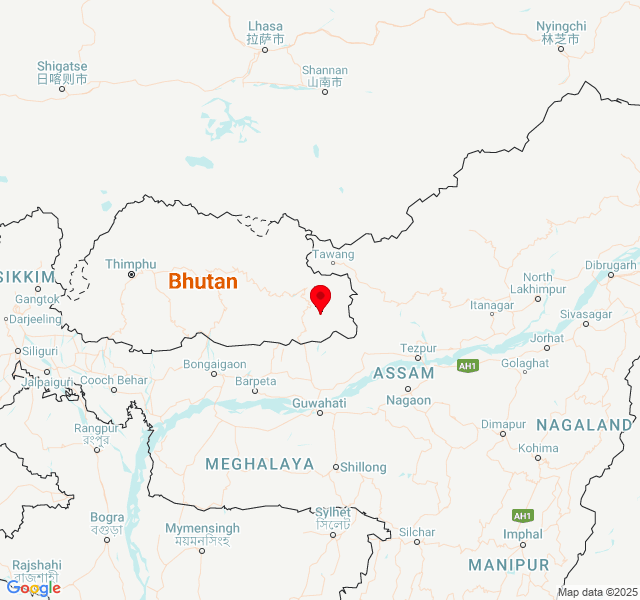 Lhasa
拉萨市
Nyingchi
林芝市
Shigatse
日喀则市
Shannan
山南市
Tawang
Thimphu
Bhutan
SIKKIM
Gangtok
Darjeeling
Dibrugarh
North
Lakhimpur
Itanagar
Sivasagar
Siliguri
Jalpaiguri
Cooch Behar
Bongaigaon
Barpeta
Tezpur
AH1
Jorhat
Golaghat
ASSAM
Nagaon
Guwahati
Rangpur
রংপুর
Dimapur
NAGALAND
Kohima
MEGHALAYA
Shillong
Bogra
বগুড়া
Mymensingh
ময়মনসিংহ
Sylhet
সিলেট
AH1
Silchar
Imphal
MANIPUR
Rajshahi
রাজশাহী
Google
Map data ©2025